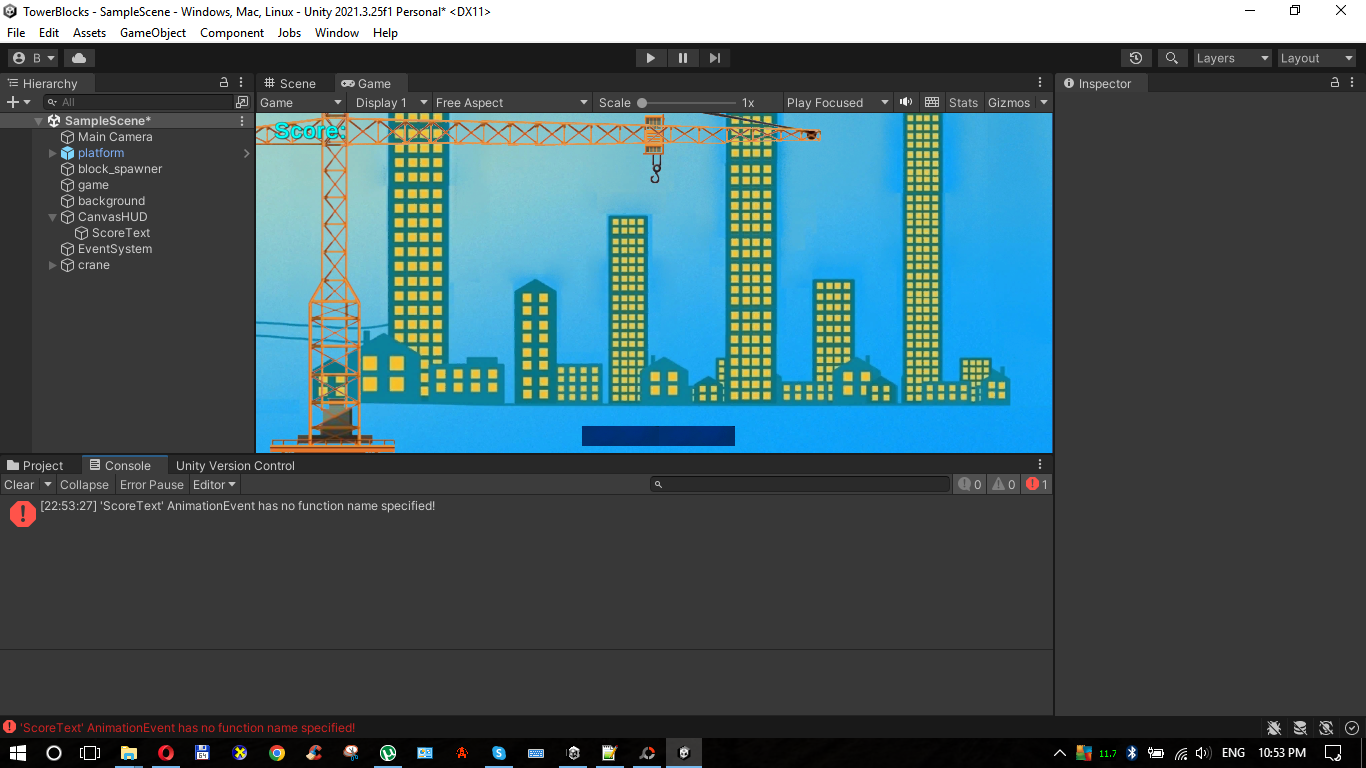 TowerBlocks - SampleScene - Windows, Mac, Linux - Unity 2021.3.25f1 Personal* <DX11>
File Edit Assets GameObject Component Jobs Window Help
B Layers Layout
Hierarchy Scene Game Inspector
All Game Display 1 Free Aspect Scale 1x Play Focused Stats Gizmos
SampleScene*
Main Camera
platform
block_spawner
game
background
CanvasHUD
ScoreText
EventSystem
crane
Score:
Project Console Unity Version Control
Clear Collapse Error Pause Editor 0 0 1
[22:53:27] 'ScoreText' AnimationEvent has no function name specified!
'ScoreText' AnimationEvent has no function name specified!
64 11.7 ENG 10:53 PM